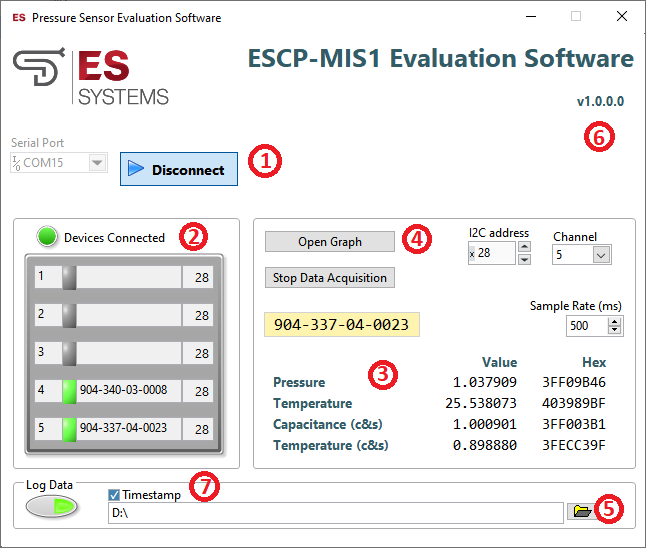 ES Pressure Sensor Evaluation Software
ES
SYSTEMS
ESCP-MIS1 Evaluation Software
v1.0.0.0
6
Serial Port
I/O COM15
Disconnect
1
Devices Connected
2
1 28
2 28
3 28
4 904-340-03-0008 28
5 904-337-04-0023 28
Open Graph
4
I2C address
x 28
Channel
5
Stop Data Acquisition
Sample Rate (ms)
500
904-337-04-0023
3
Value Hex
Pressure 1.037909 3FF09B46
Temperature 25.538073 403989BF
Capacitance (c&s) 1.000901 3FF003B1
Temperature (c&s) 0.898880 3FECC39F
Log Data
Timestamp
7
D:\
5